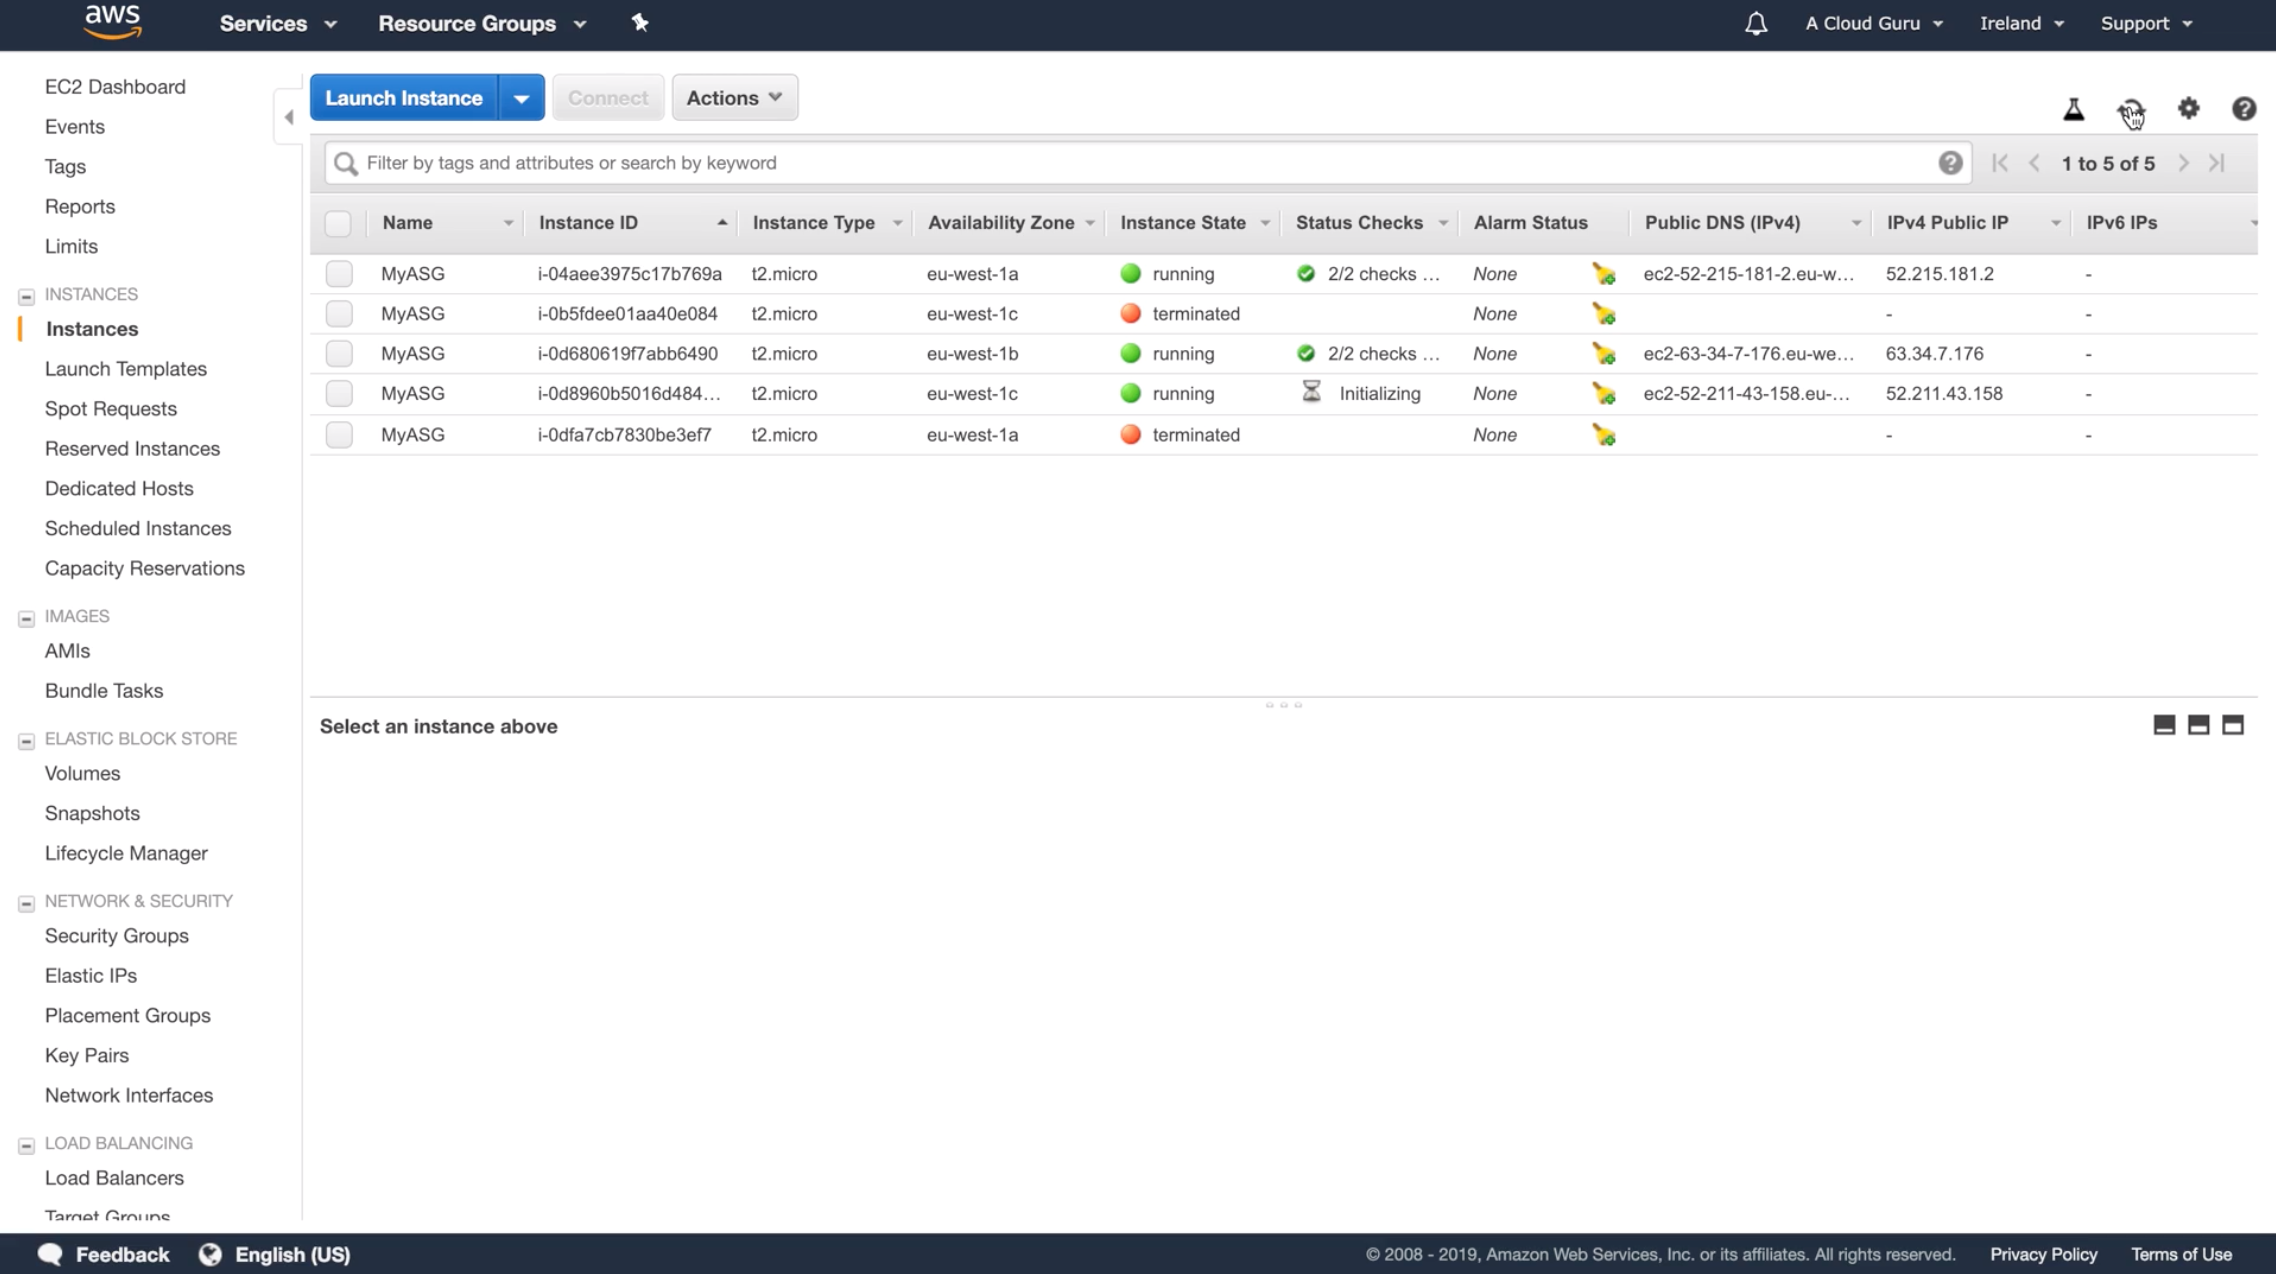 aws Services Resource Groups A Cloud Guru Ireland Support
EC2 Dashboard
Events
Tags
Reports
Limits
INSTANCES
Instances
Launch Templates
Spot Requests
Reserved Instances
Dedicated Hosts
Scheduled Instances
Capacity Reservations
IMAGES
AMIs
Bundle Tasks
ELASTIC BLOCK STORE
Volumes
Snapshots
Lifecycle Manager
NETWORK & SECURITY
Security Groups
Elastic IPs
Placement Groups
Key Pairs
Network Interfaces
LOAD BALANCING
Load Balancers
Target Groups
Launch Instance Connect Actions
Filter by tags and attributes or search by keyword 1 to 5 of 5
Name Instance ID Instance Type Availability Zone Instance State Status Checks Alarm Status Public DNS (IPv4) IPv4 Public IP IPv6 IPs
MyASG i-04aee3975c17b769a t2.micro eu-west-1a running 2/2 checks ... None ec2-52-215-181-2.eu-w... 52.215.181.2 -
MyASG i-0b5fdee01aa40e084 t2.micro eu-west-1c terminated None - -
MyASG i-0d680619f7abb6490 t2.micro eu-west-1b running 2/2 checks ... None ec2-63-34-7-176.eu-we... 63.34.7.176 -
MyASG i-0d8960b5016d484... t2.micro eu-west-1c running Initializing None ec2-52-211-43-158.eu-... 52.211.43.158 -
MyASG i-0dfa7cb7830be3ef7 t2.micro eu-west-1a terminated None - -
Select an instance above
Feedback English (US) © 2008 - 2019, Amazon Web Services, Inc. or its affiliates. All rights reserved. Privacy Policy Terms of Use